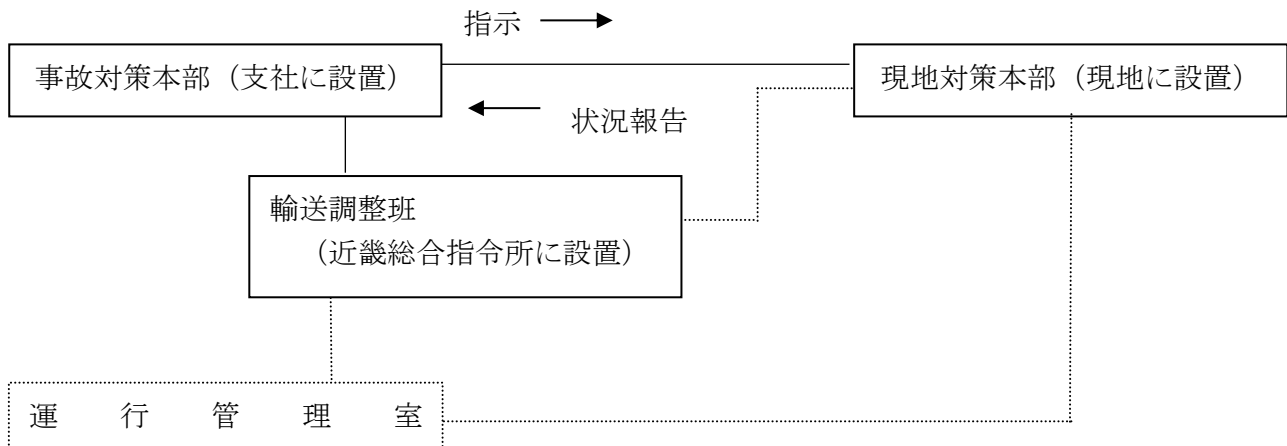 指示
事故対策本部（支社に設置）
現地対策本部（現地に設置）
状況報告
輸送調整班
（近畿総合指令所に設置）
運行管理室